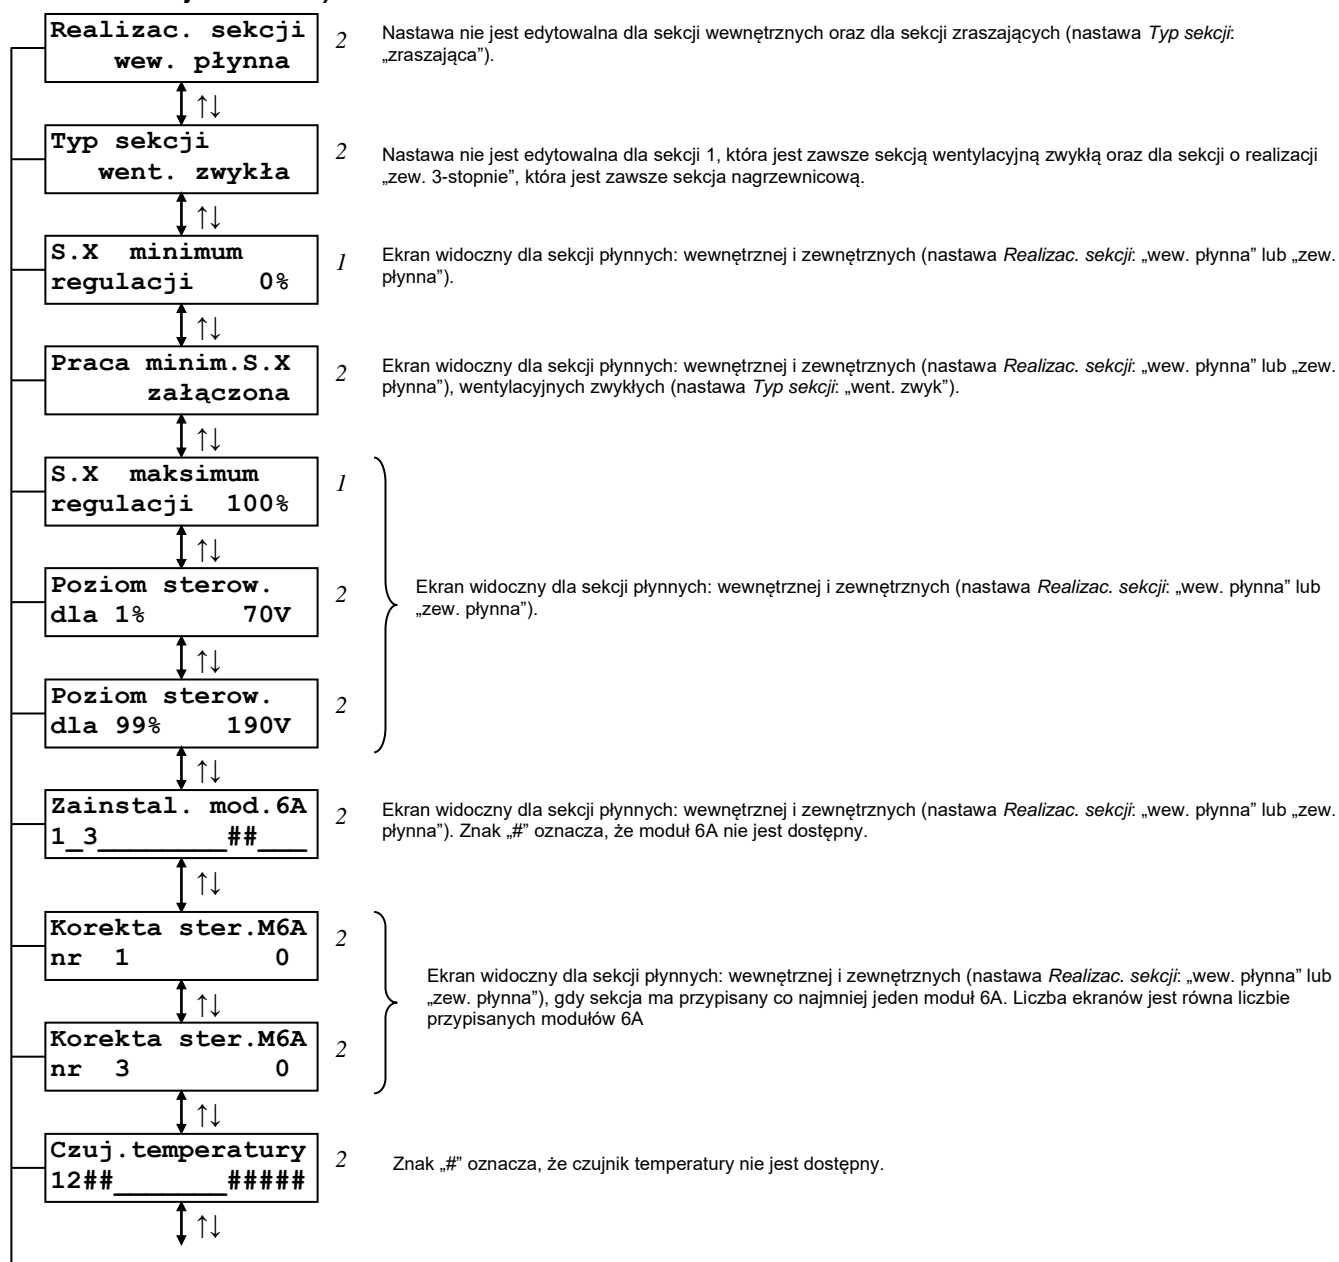 Realizac. sekcji
wew. płynna
2
Nastawa nie jest edytowalna dla sekcji wewnętrznych oraz dla sekcji zraszających (nastawa Typ sekcji:
„zraszająca”).
↑↓
Typ sekcji
went. zwykła
2
Nastawa nie jest edytowalna dla sekcji 1, która jest zawsze sekcją wentylacyjną zwykłą oraz dla sekcji o realizacji
„zew. 3-stopnie”, która jest zawsze sekcja nagrzewnicową.
↑↓
S.X minimum
regulacji 0%
1
Ekran widoczny dla sekcji płynnych: wewnętrznej i zewnętrznych (nastawa Realizac. sekcji: „wew. płynna” lub „zew.
płynna”).
↑↓
Praca minim.S.X
załączona
2
Ekran widoczny dla sekcji płynnych: wewnętrznej i zewnętrznych (nastawa Realizac. sekcji: „wew. płynna” lub „zew.
płynna”), wentylacyjnych zwykłych (nastawa Typ sekcji: „went. zwyk”).
↑↓
S.X maksimum
regulacji 100%
1
↑↓
Poziom sterow.
dla 1% 70V
2
Ekran widoczny dla sekcji płynnych: wewnętrznej i zewnętrznych (nastawa Realizac. sekcji: „wew. płynna” lub
„zew. płynna”).
↑↓
Poziom sterow.
dla 99% 190V
2
↑↓
Zainstal. mod.6A
1_3________##___
2
Ekran widoczny dla sekcji płynnych: wewnętrznej i zewnętrznych (nastawa Realizac. sekcji: „wew. płynna” lub „zew.
płynna”). Znak „#” oznacza, że moduł 6A nie jest dostępny.
↑↓
Korekta ster.M6A
nr 1 0
2
Ekran widoczny dla sekcji płynnych: wewnętrznej i zewnętrznych (nastawa Realizac. sekcji: „wew. płynna” lub
„zew. płynna”), gdy sekcja ma przypisany co najmniej jeden moduł 6A. Liczba ekranów jest równa liczbie
przypisanych modułów 6A
↑↓
Korekta ster.M6A
nr 3 0
2
↑↓
Czuj.temperatury
12##_______#####
2
Znak „#” oznacza, że czujnik temperatury nie jest dostępny.
↑↓